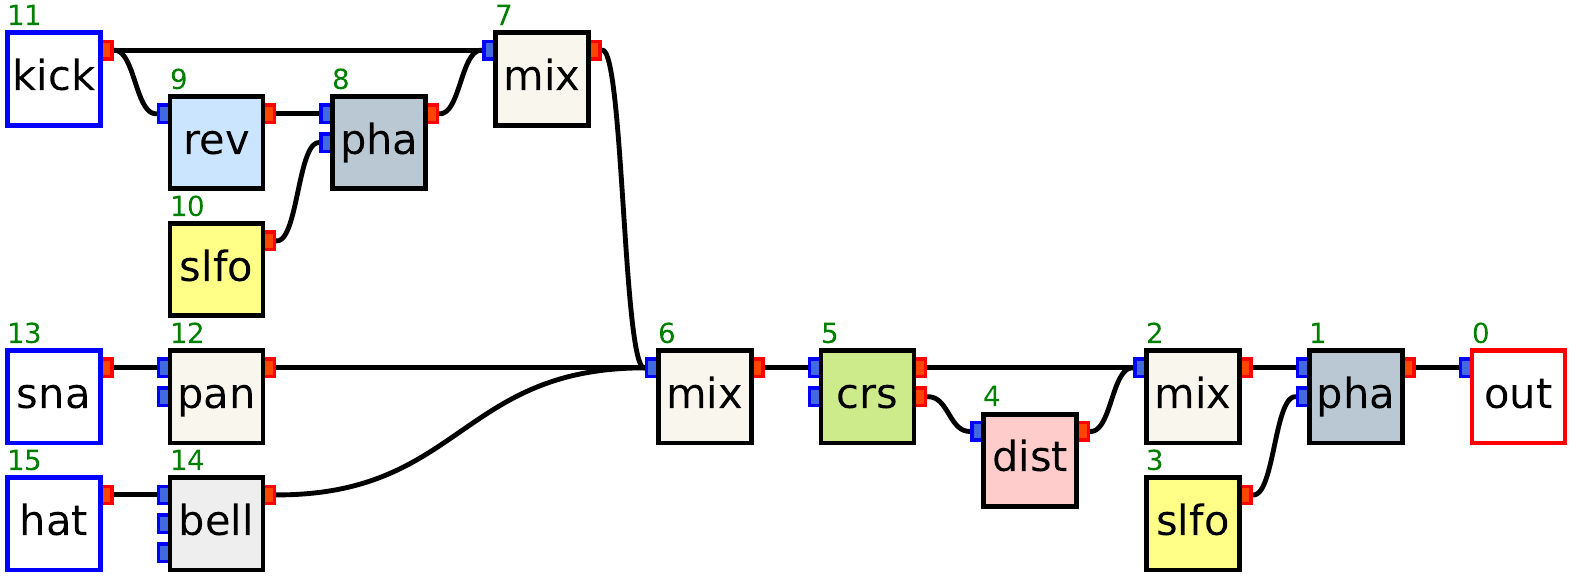 11
kick
9
rev
8
pha
7
mix
10
slfo
13
sna
12
pan
6
mix
5
crs
4
dist
2
mix
1
pha
0
out
15
hat
14
bell
3
slfo